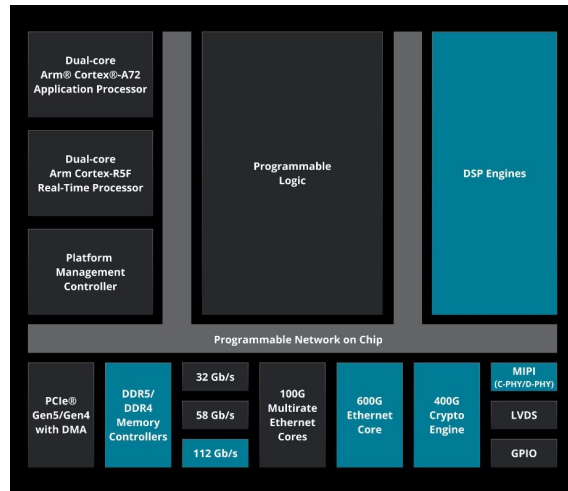 Dual-core
Arm® Cortex®-A72
Application Processor
Dual-core
Arm Cortex-R5F
Real-Time Processor
Platform
Management
Controller
Programmable
Logic
DSP Engines
Programmable Network on Chip
PCIe®
Gen5/Gen4
with DMA
DDR5/
DDR4
Memory
Controllers
32 Gb/s
58 Gb/s
112 Gb/s
100G
Multirate
Ethernet
Cores
600G
Ethernet
Core
400G
Crypto
Engine
MIPI
(C-PHY/D-PHY)
LVDS
GPIO